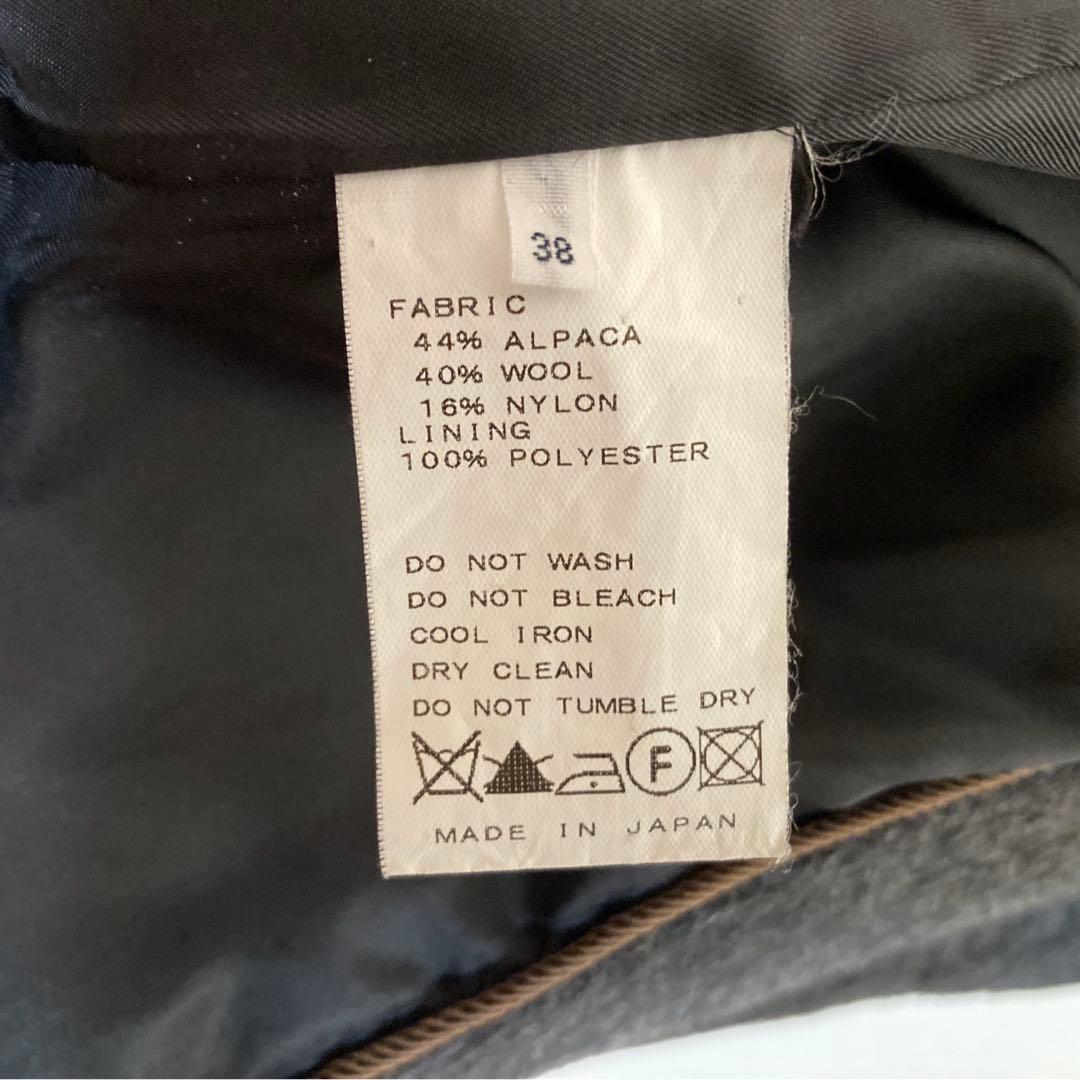 38
FABRIC
44% ALPACA
40% WOOL
16% NYLON
LINING
100% POLYESTER
DO NOT WASH
DO NOT BLEACH
COOL IRON
DRY CLEAN
DO NOT TUMBLE DRY
F
MADE IN JAPAN